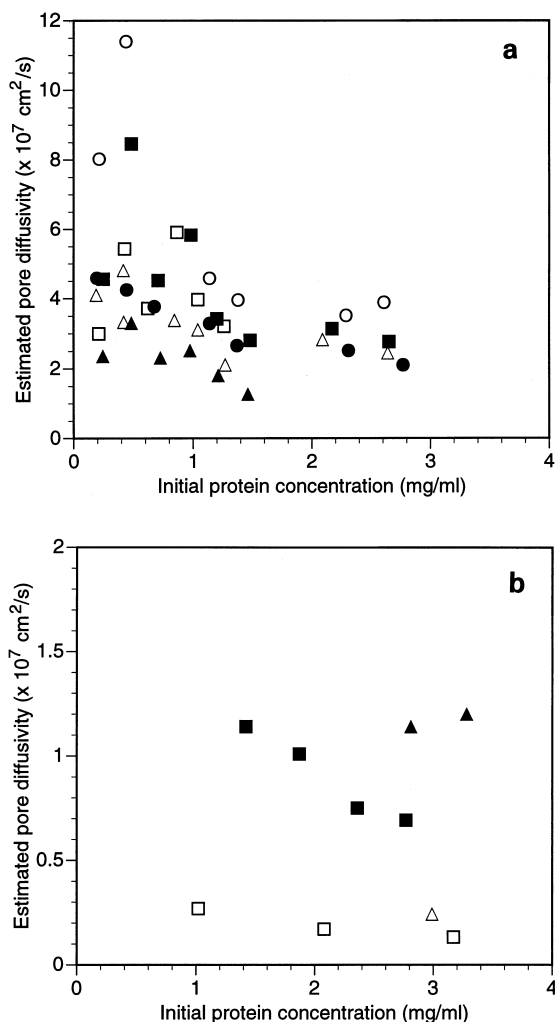 12
10
8
6
4
2
0
Estimated pore diffusivity (x 10⁷ cm²/s)
a
0 1 2 3 4
Initial protein concentration (mg/ml)
2
1.5
1
0.5
0
Estimated pore diffusivity (x 10⁷ cm²/s)
b
0 1 2 3 4
Initial protein concentration (mg/ml)